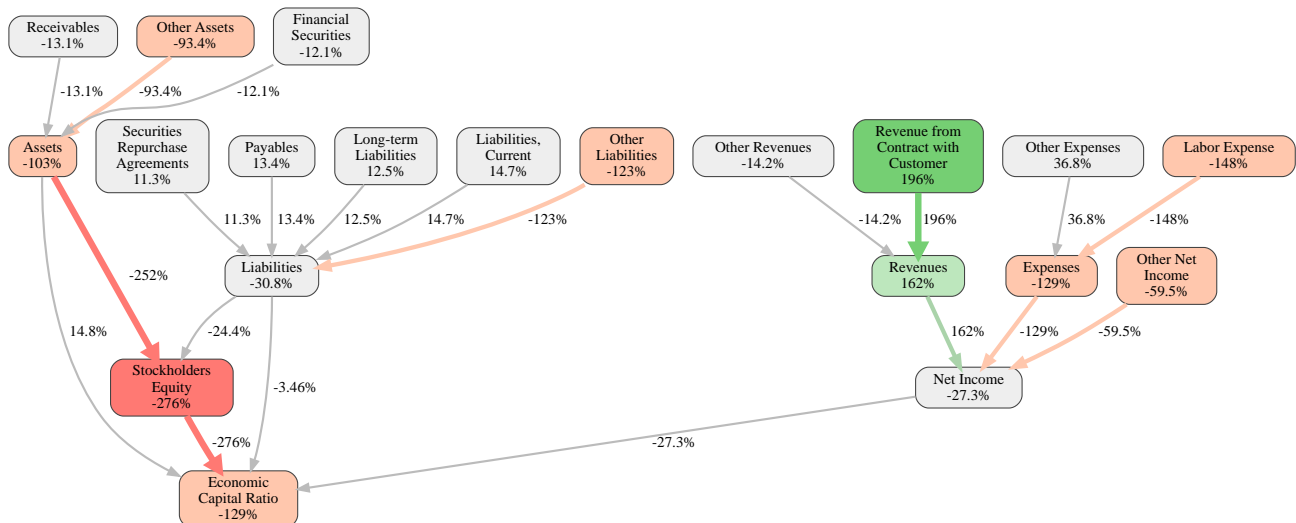 Receivables
-13.1%
Other Assets
-93.4%
Financial
Securities
-12.1%
-13.1%
-93.4%
-12.1%
Assets
-103%
Securities
Repurchase
Agreements
11.3%
Payables
13.4%
Long-term
Liabilities
12.5%
Liabilities,
Current
14.7%
Other
Liabilities
-123%
Other Revenues
-14.2%
Revenue from
Contract with
Customer
196%
Other Expenses
36.8%
Labor Expense
-148%
11.3%
13.4%
12.5%
14.7%
-123%
-14.2%
196%
36.8%
-148%
-252%
Liabilities
-30.8%
Revenues
162%
Expenses
-129%
Other Net
Income
-59.5%
14.8%
-24.4%
162%
-129%
-59.5%
Stockholders
Equity
-276%
-3.46%
Net Income
-27.3%
-276%
-27.3%
Economic
Capital Ratio
-129%